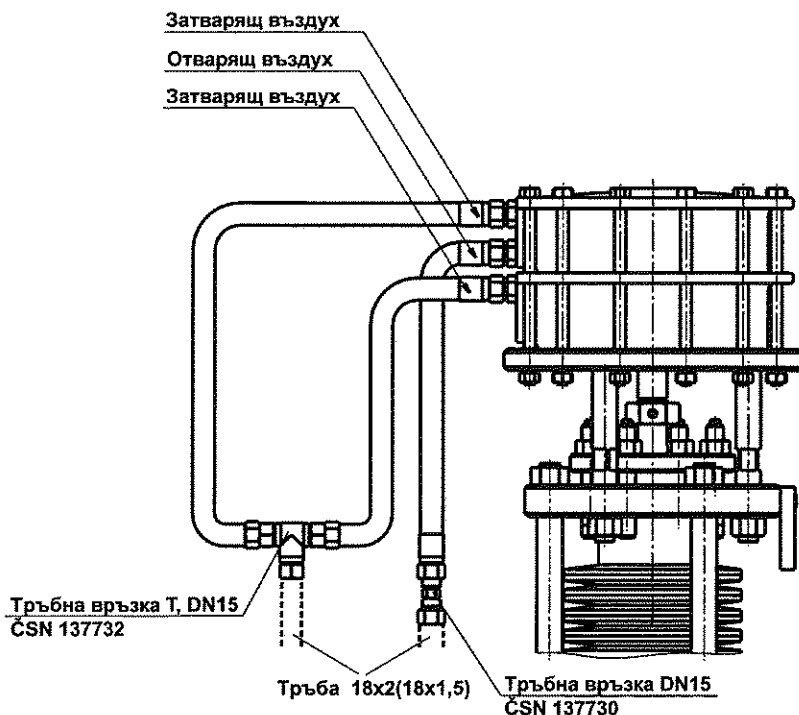 Затварящ въздух
Отварящ въздух
Затварящ въздух
Тръбна връзка T, DN15
ČSN 137732
Тръба 18x2(18x1,5)
Тръбна връзка DN15
ČSN 137730